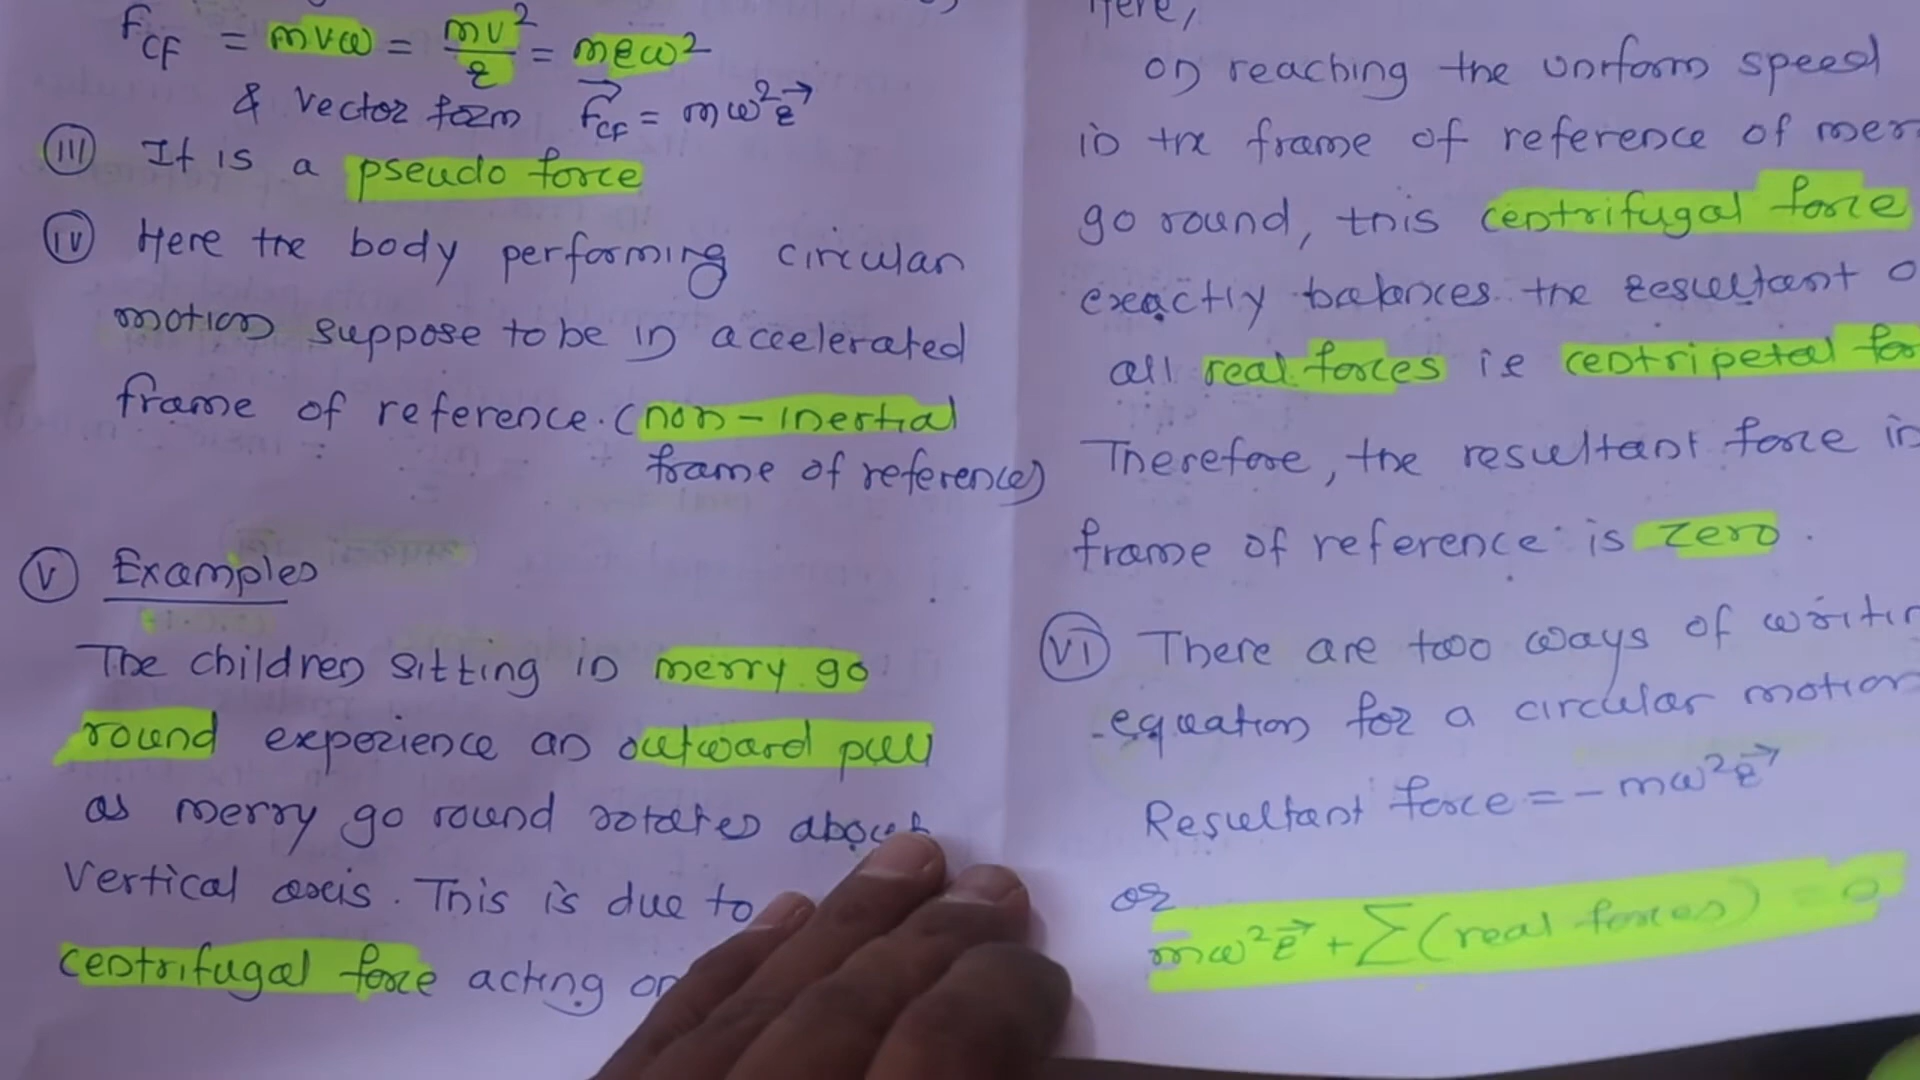 F_CF = mvω = mv²/r = mrω²
& vector form F⃗_CF = mω²r⃗
(III) It is a pseudo force
(IV) Here the body performing circular
motion suppose to be in accelerated
frame of reference. (non-inertial
frame of reference)
(V) Examples
The children sitting in merry go
round experience an outward pull
as merry go round rotates about
vertical axis. This is due to
centrifugal force acting
Here,
on reaching the uniform speed
in the frame of reference of
go round, this centrifugal force
exactly balances the resultant
all real forces ie centripetal
Therefore, the resultant force in
frame of reference is zero.
(VI) There are two ways of
equation for a circular motion
Resultant force = - mω²r⃗
or
mω²r⃗ + Σ(real forces) = 0